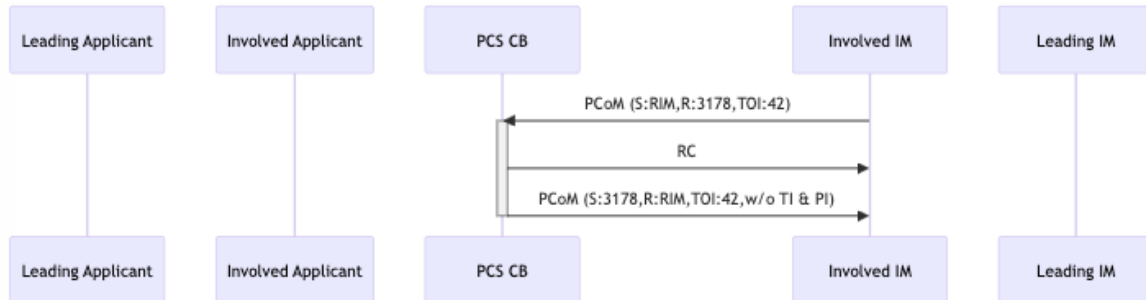 Leading Applicant
Involved Applicant
PCS CB
Involved IM
Leading IM
PCoM (S:RIM,R:3178,TOI:42)
RC
PCoM (S:3178,R:RIM,TOI:42,w/o TI & PI)
Leading Applicant
Involved Applicant
PCS CB
Involved IM
Leading IM